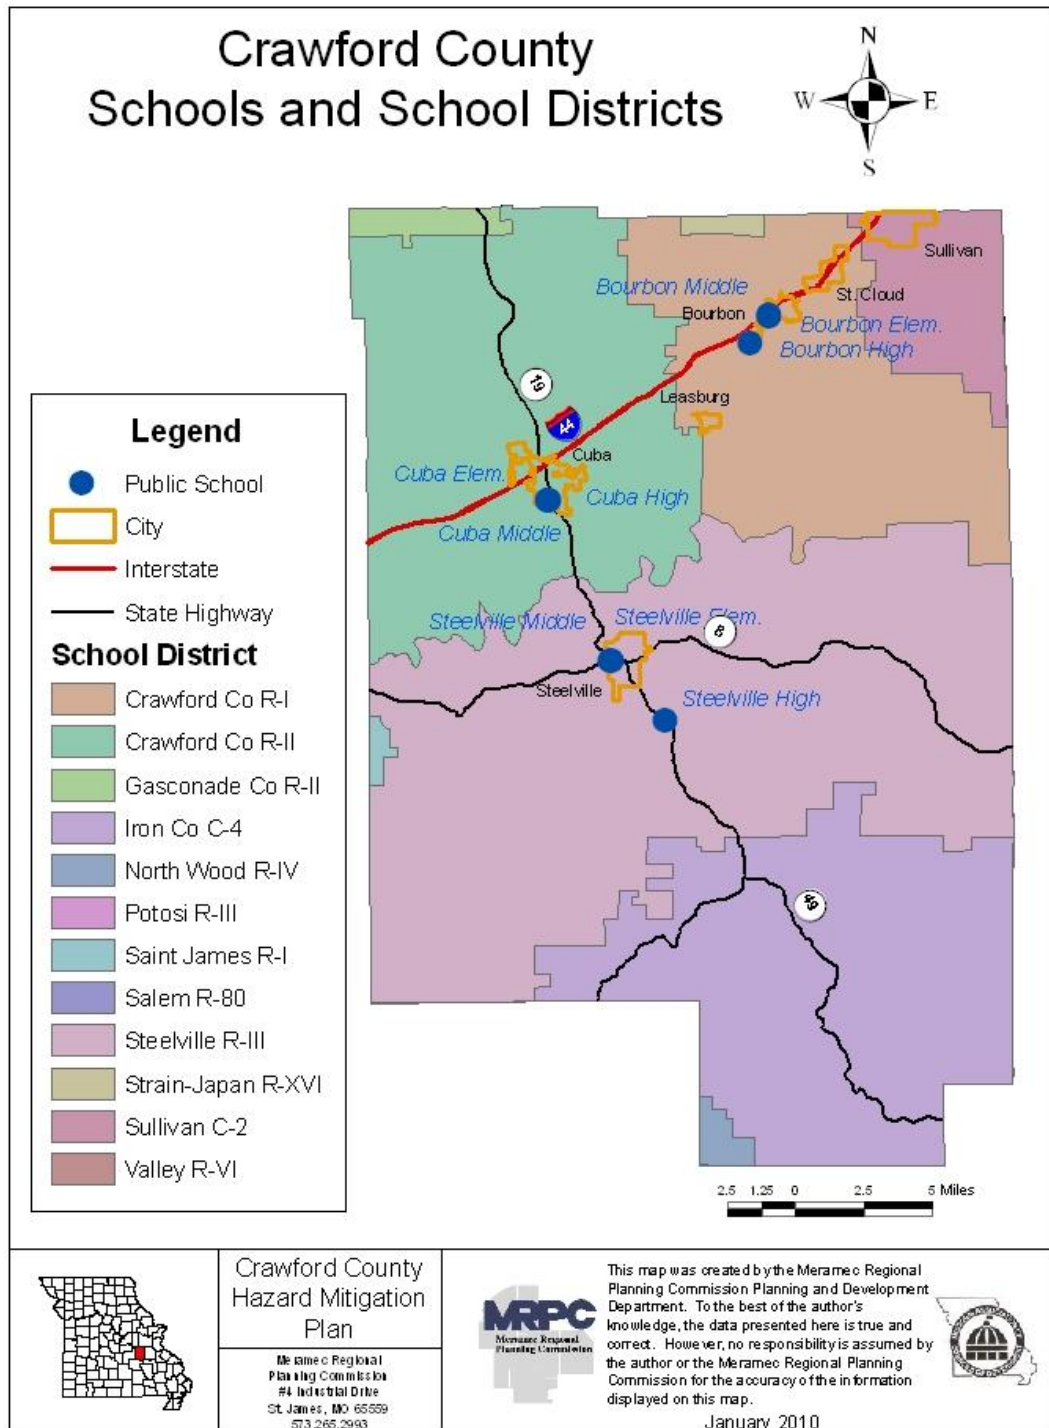 Crawford County
Schools and School Districts
N
W
E
S
Sullivan
Bourbon Middle
St. Cloud
Bourbon
Bourbon Elem.
Bourbon High
19
Leasburg
44
Cuba
Cuba Elem.
Cuba High
Cuba Middle
Steelville Middle
Steelville Elem.
8
Steelville
Steelville High
49
Legend
Public School
City
Interstate
State Highway
School District
Crawford Co R-I
Crawford Co R-II
Gasconade Co R-II
Iron Co C-4
North Wood R-IV
Potosi R-III
Saint James R-I
Salem R-80
Steelville R-III
Strain-Japan R-XVI
Sullivan C-2
Valley R-VI
2.5 1.25 0 2.5 5 Miles
Crawford County
Hazard Mitigation
Plan
Meramec Regional
Planning Commission
#4 Industrial Drive
St. James, MO 65559
573.265.2993
MRPC
Meramec Regional
Planning Commission
This map was created by the Meramec Regional
Planning Commission Planning and Development
Department. To the best of the author's
knowledge, the data presented here is true and
correct. However, no responsibility is assumed by
the author or the Meramec Regional Planning
Commission for the accuracy of the information
displayed on this map.
January 2010